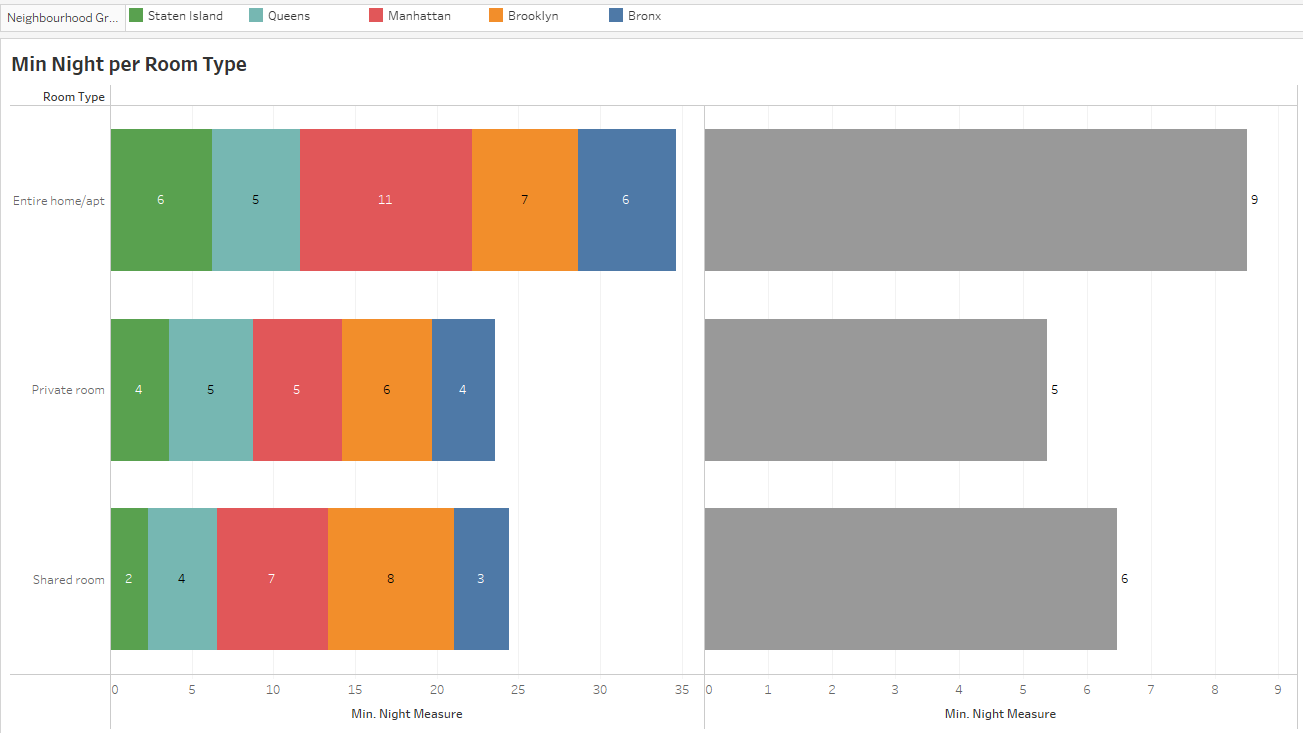 Neighbourhood Gr... Staten Island Queens Manhattan Brooklyn Bronx
Min Night per Room Type
Room Type
Entire home/apt 6 5 11 7 6 9
Private room 4 5 5 6 4 5
Shared room 2 4 7 8 3 6
0 5 10 15 20 25 30 35 0 1 2 3 4 5 6 7 8 9
Min. Night Measure Min. Night Measure